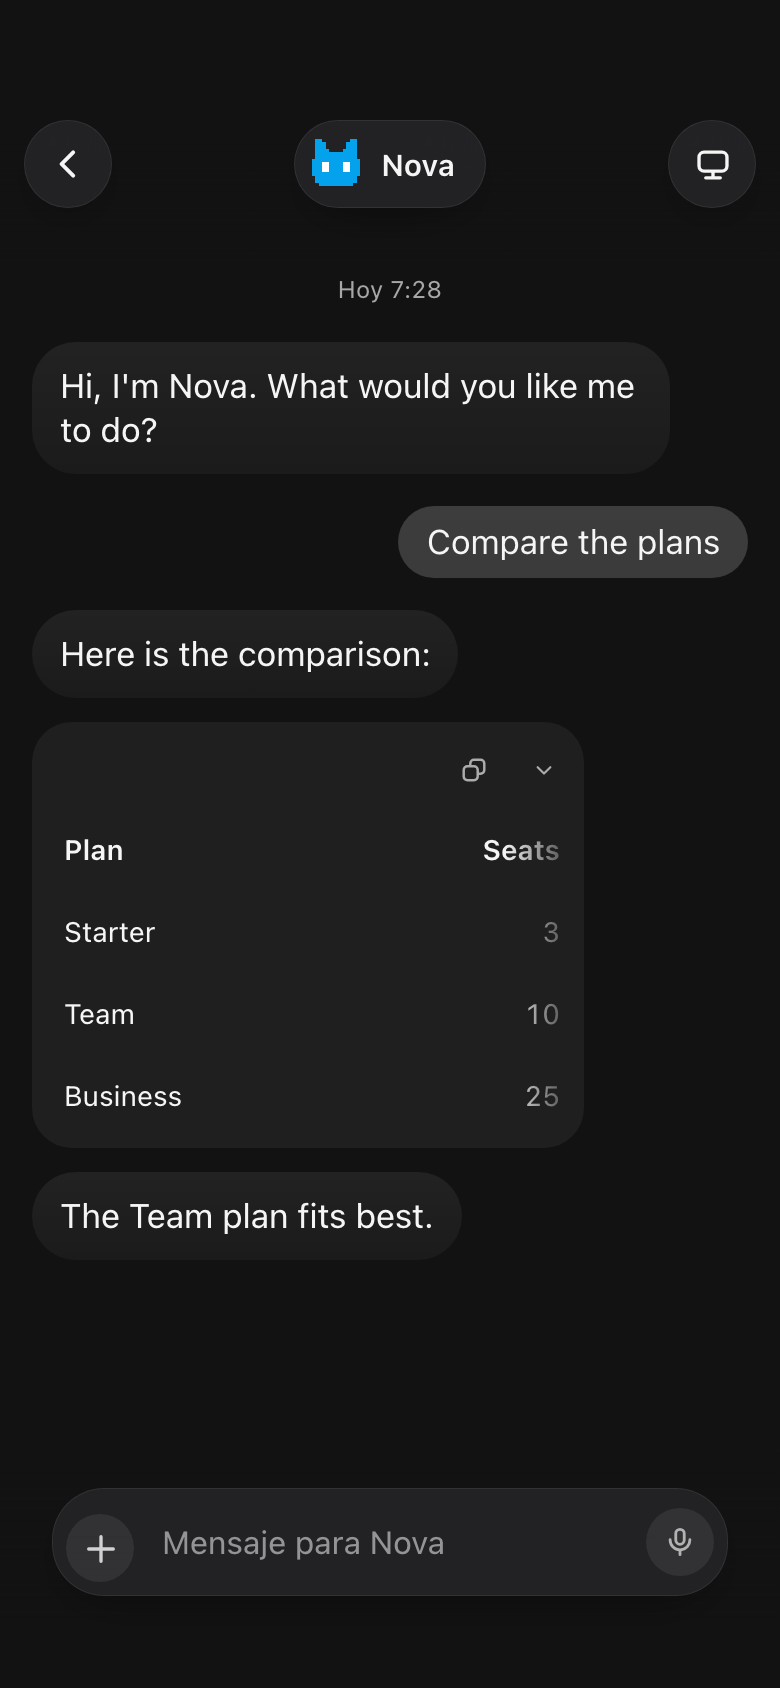 Nova
Hoy 7:28
Hi, I'm Nova. What would you like me
to do?
Compare the plans
Here is the comparison:
Plan Seats
Starter 3
Team 10
Business 25
The Team plan fits best.
Mensaje para Nova